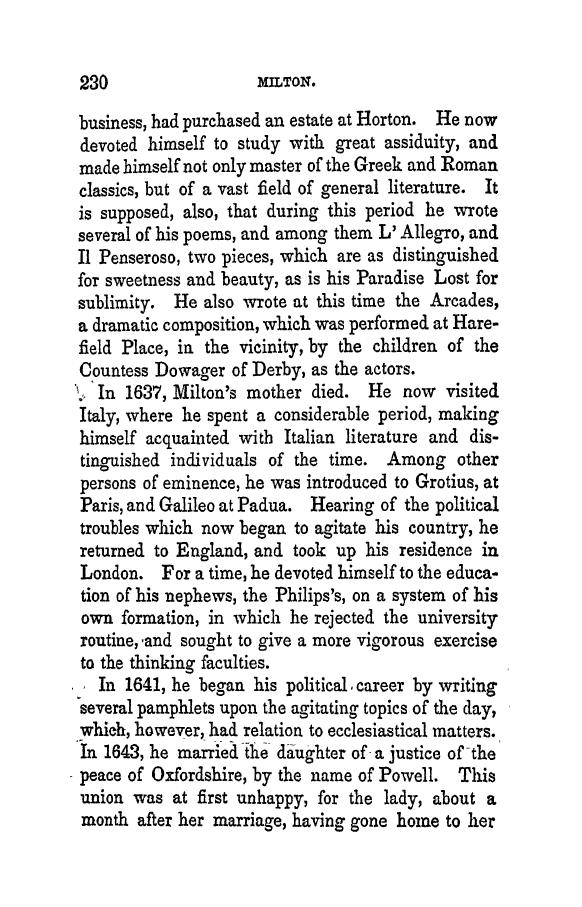 230 MILTON.
business, had purchased an estate at Horton. He now
devoted himself to study with great assiduity, and
made himself not only master of the Greek and Roman
classics, but of a vast field of general literature. It
is supposed, also, that during this period he wrote
several of his poems, and among them L' Allegro, and
Il Penseroso, two pieces, which are as distinguished
for sweetness and beauty, as is his Paradise Lost for
sublimity. He also wrote at this time the Arcades,
a dramatic composition, which was performed at Hare-
field Place, in the vicinity, by the children of the
Countess Dowager of Derby, as the actors.
In 1637, Milton's mother died. He now visited
Italy, where he spent a considerable period, making
himself acquainted with Italian literature and dis-
tinguished individuals of the time. Among other
persons of eminence, he was introduced to Grotius, at
Paris, and Galileo at Padua. Hearing of the political
troubles which now began to agitate his country, he
returned to England, and took up his residence in
London. For a time, he devoted himself to the educa-
tion of his nephews, the Philips's, on a system of his
own formation, in which he rejected the university
routine, and sought to give a more vigorous exercise
to the thinking faculties.
In 1641, he began his political career by writing
several pamphlets upon the agitating topics of the day,
which, however, had relation to ecclesiastical matters.
In 1643, he married the daughter of a justice of the
peace of Oxfordshire, by the name of Powell. This
union was at first unhappy, for the lady, about a
month after her marriage, having gone home to her